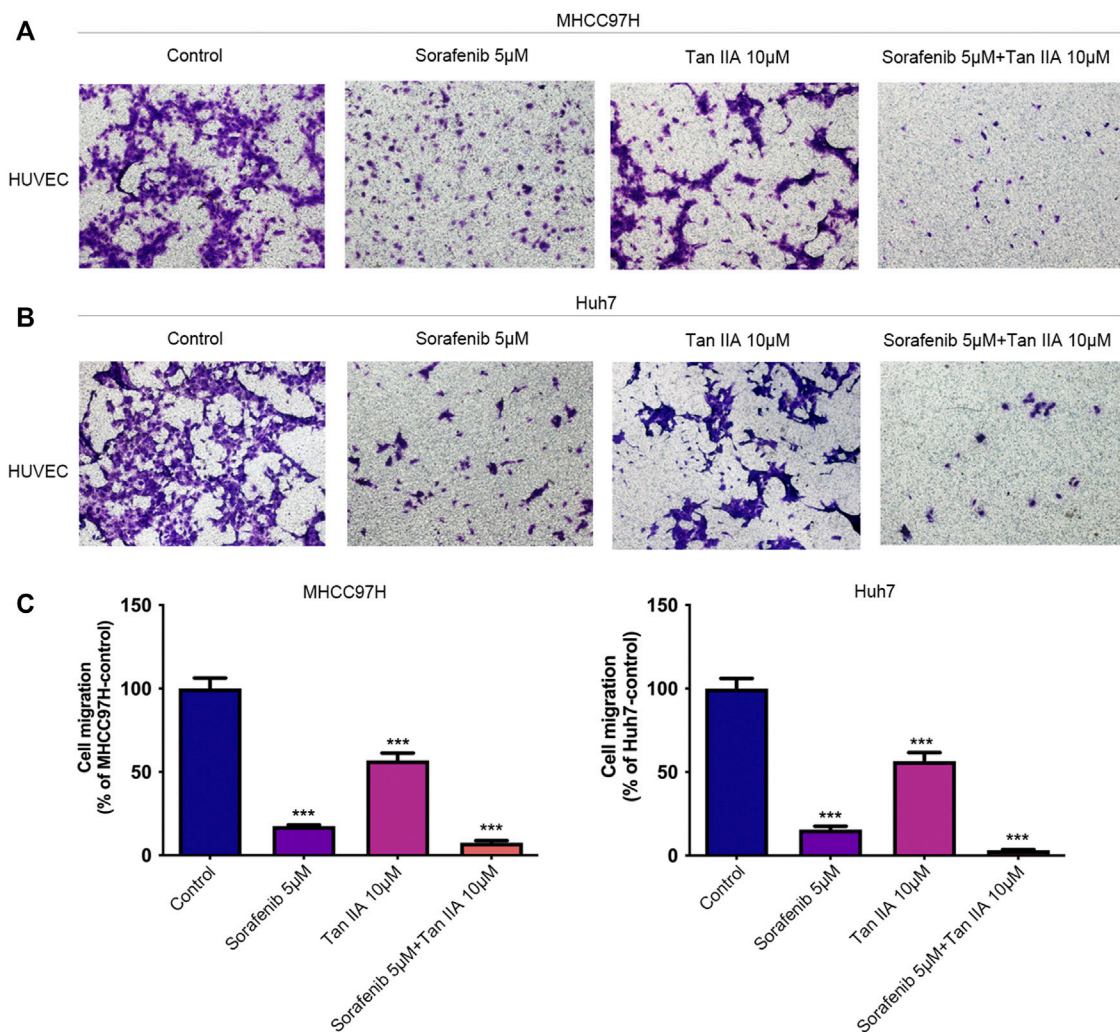 A
MHCC97H
Control
Sorafenib 5μM
Tan IIA 10μM
Sorafenib 5μM+Tan IIA 10μM
HUVEC
B
Huh7
Control
Sorafenib 5μM
Tan IIA 10μM
Sorafenib 5μM+Tan IIA 10μM
HUVEC
C
MHCC97H
Cell migration
(% of MHCC97H-control)
150
100
50
0
***
***
***
Control
Sorafenib 5μM
Tan IIA 10μM
Sorafenib 5μM+Tan IIA 10μM
Huh7
Cell migration
(% of Huh7-control)
150
100
50
0
***
***
***
Control
Sorafenib 5μM
Tan IIA 10μM
Sorafenib 5μM+Tan IIA 10μM